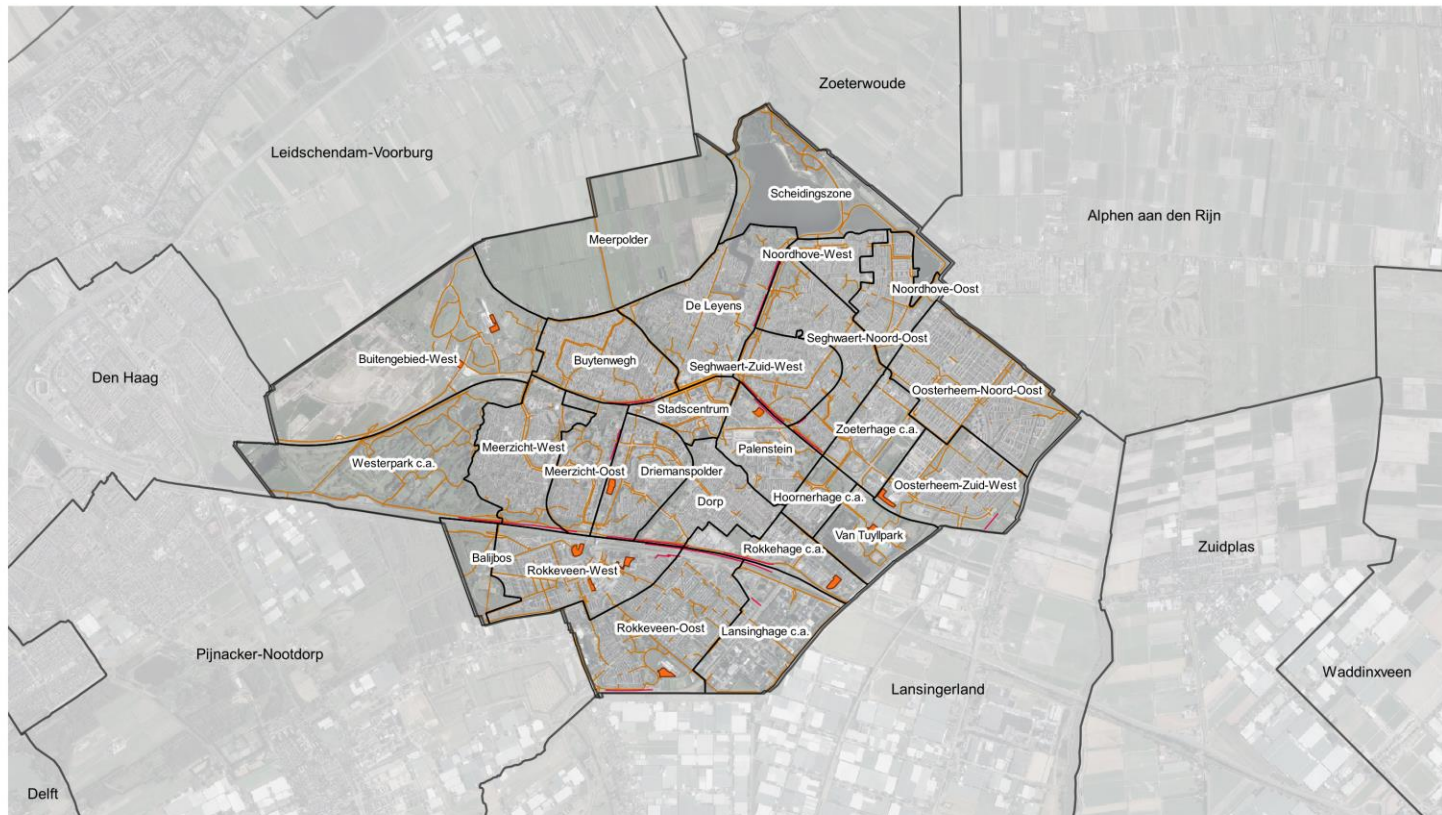 Zoeterwoude
Leidschendam-Voorburg
Scheidingszone
Alphen aan den Rijn
Meerpolder
Noordhove-West
Noordhove-Oost
De Leyens
Seghwaert-Noord-Oost
Buitengebied-West
Buytenwegh
Seghwaert-Zuid-West
Den Haag
Oosterheem-Noord-Oost
Stadscentrum
Zoeterhage c.a.
Meerzicht-West
Palenstein
Westerpark c.a.
Meerzicht-Oost
Driemanspolder
Oosterheem-Zuid-West
Dorp
Hoornerhage c.a.
Van Tuyllpark
Rokkehage c.a.
Zuidplas
Balijbos
Rokkeveen-West
Rokkeveen-Oost
Lansinghage c.a.
Pijnacker-Nootdorp
Waddinxveen
Lansingerland
Delft